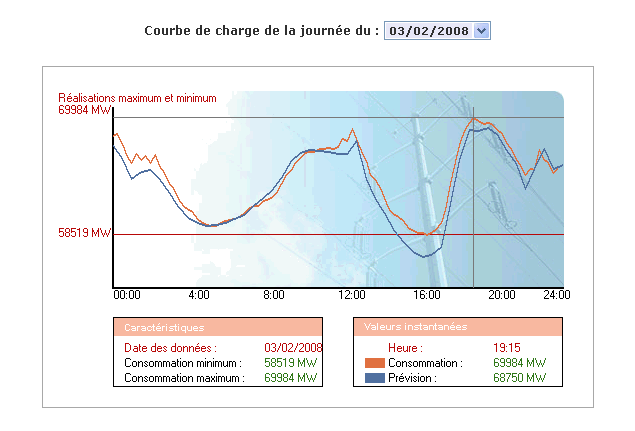 Courbe de charge de la journée du : 03/02/2008
Réalisations maximum et minimum
69984 MW
58519 MW
00:00 4:00 8:00 12:00 16:00 20:00 24:00
Caractéristiques
Date des données : 03/02/2008
Consommation minimum : 58519 MW
Consommation maximum : 69984 MW
Valeurs instantanées
Heure : 19:15
Consommation : 69984 MW
Prévision : 68750 MW